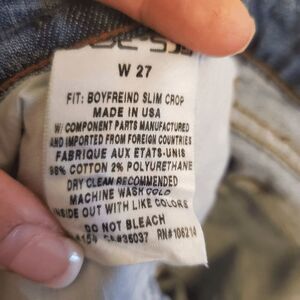 W 27
FIT: BOYFREIND SLIM CROP
MADE IN USA
W/ COMPONENT PARTS MANUFACTURED
AND IMPORTED FROM FOREIGN COUNTRIES
FABRIQUE AUX ETATS-UNIS
98% COTTON 2% POLYURETHANE
DRY CLEAN RECOMMENDED
MACHINE WASH COLD
INSIDE OUT WITH LIKE COLORS
DO NOT BLEACH
CA#35037 RN#106214